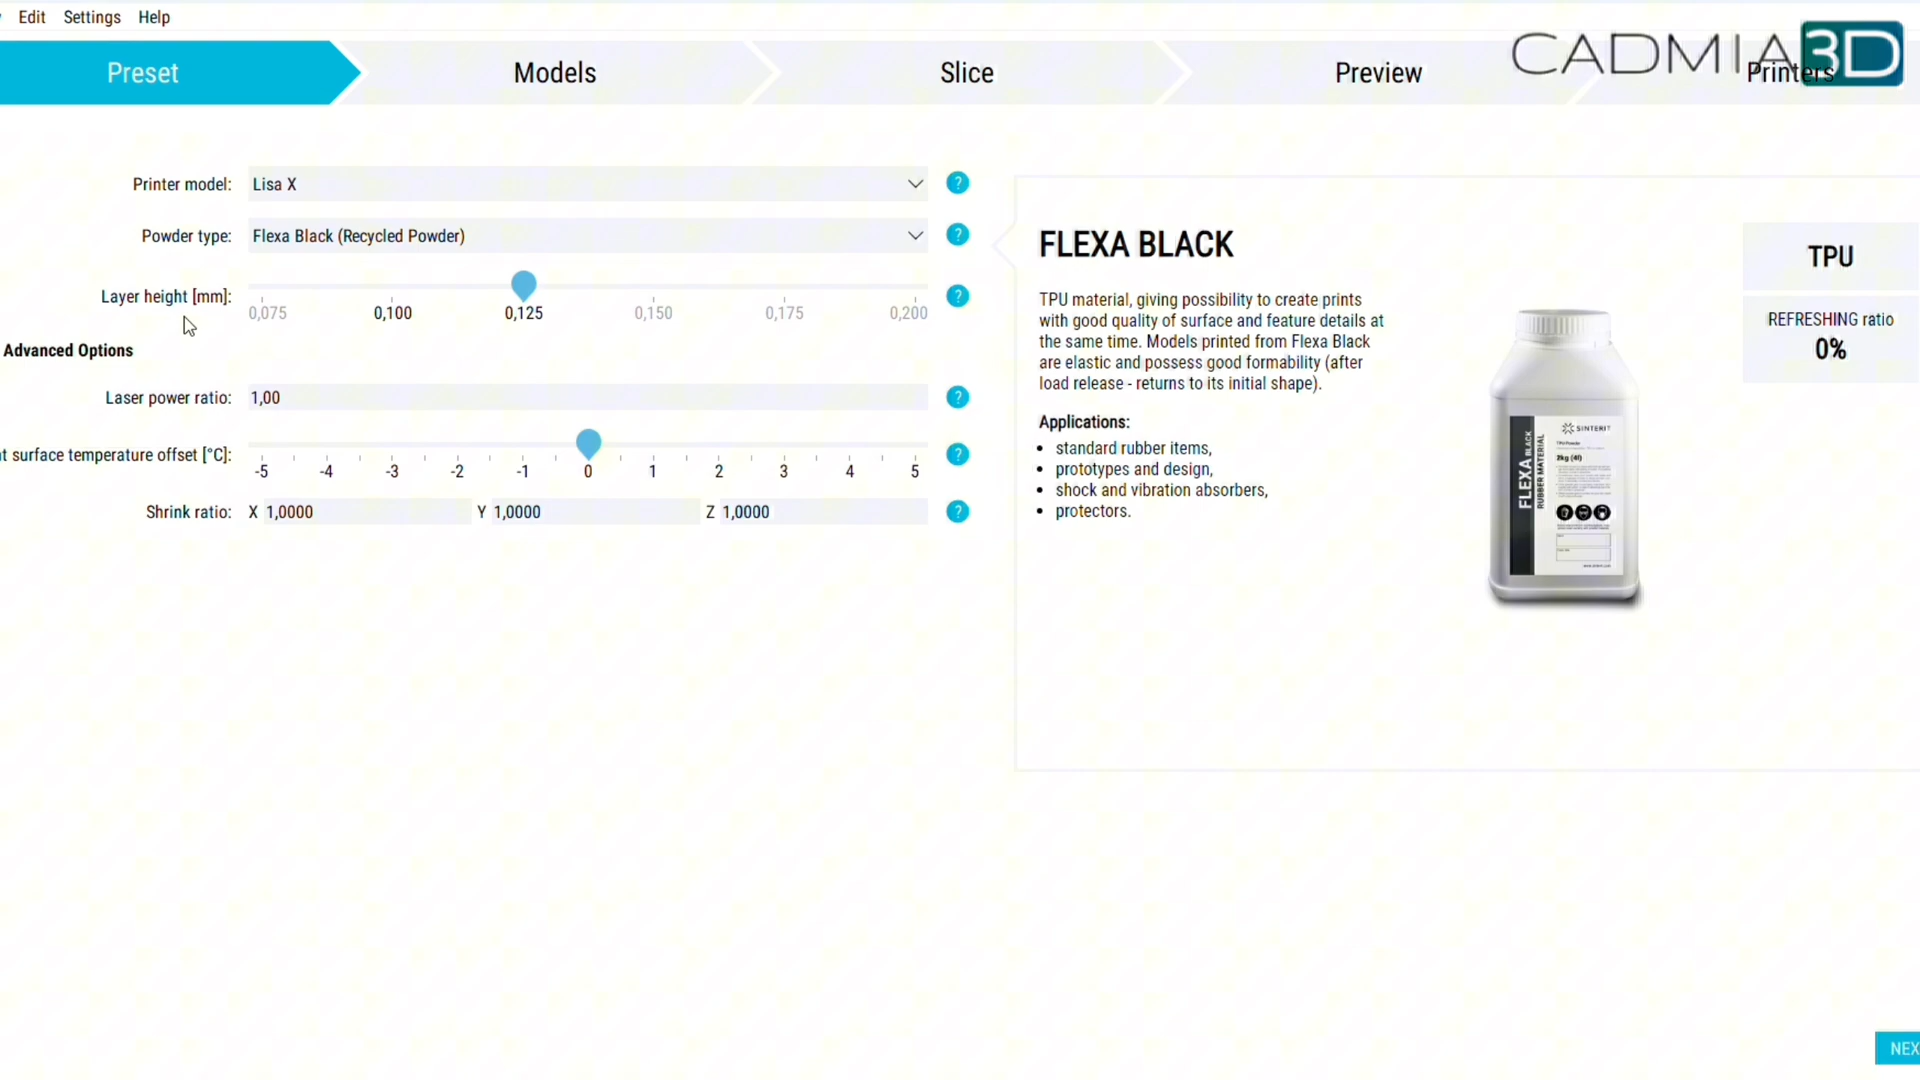 Edit Settings Help
CADMIA3D
Preset Models Slice Preview Printers
Printer model: Lisa X ?
Powder type: Flexa Black (Recycled Powder) ?
Layer height [mm]: ?
0,075 0,100 0,125 0,150 0,175 0,200
Advanced Options
Laser power ratio: 1,00 ?
t surface temperature offset [°C]: ?
-5 -4 -3 -2 -1 0 1 2 3 4 5
Shrink ratio: X 1,0000 Y 1,0000 Z 1,0000 ?
FLEXA BLACK
TPU material, giving possibility to create prints
with good quality of surface and feature details at
the same time. Models printed from Flexa Black
are elastic and possess good formability (after
load release - returns to its initial shape).
Applications:
• standard rubber items,
• prototypes and design,
• shock and vibration absorbers,
• protectors.
SINTERIT
TPU Powder
2kg (4l)
FLEXA BLACK
RUBBER MATERIAL
TPU
REFRESHING ratio
0%
NEX